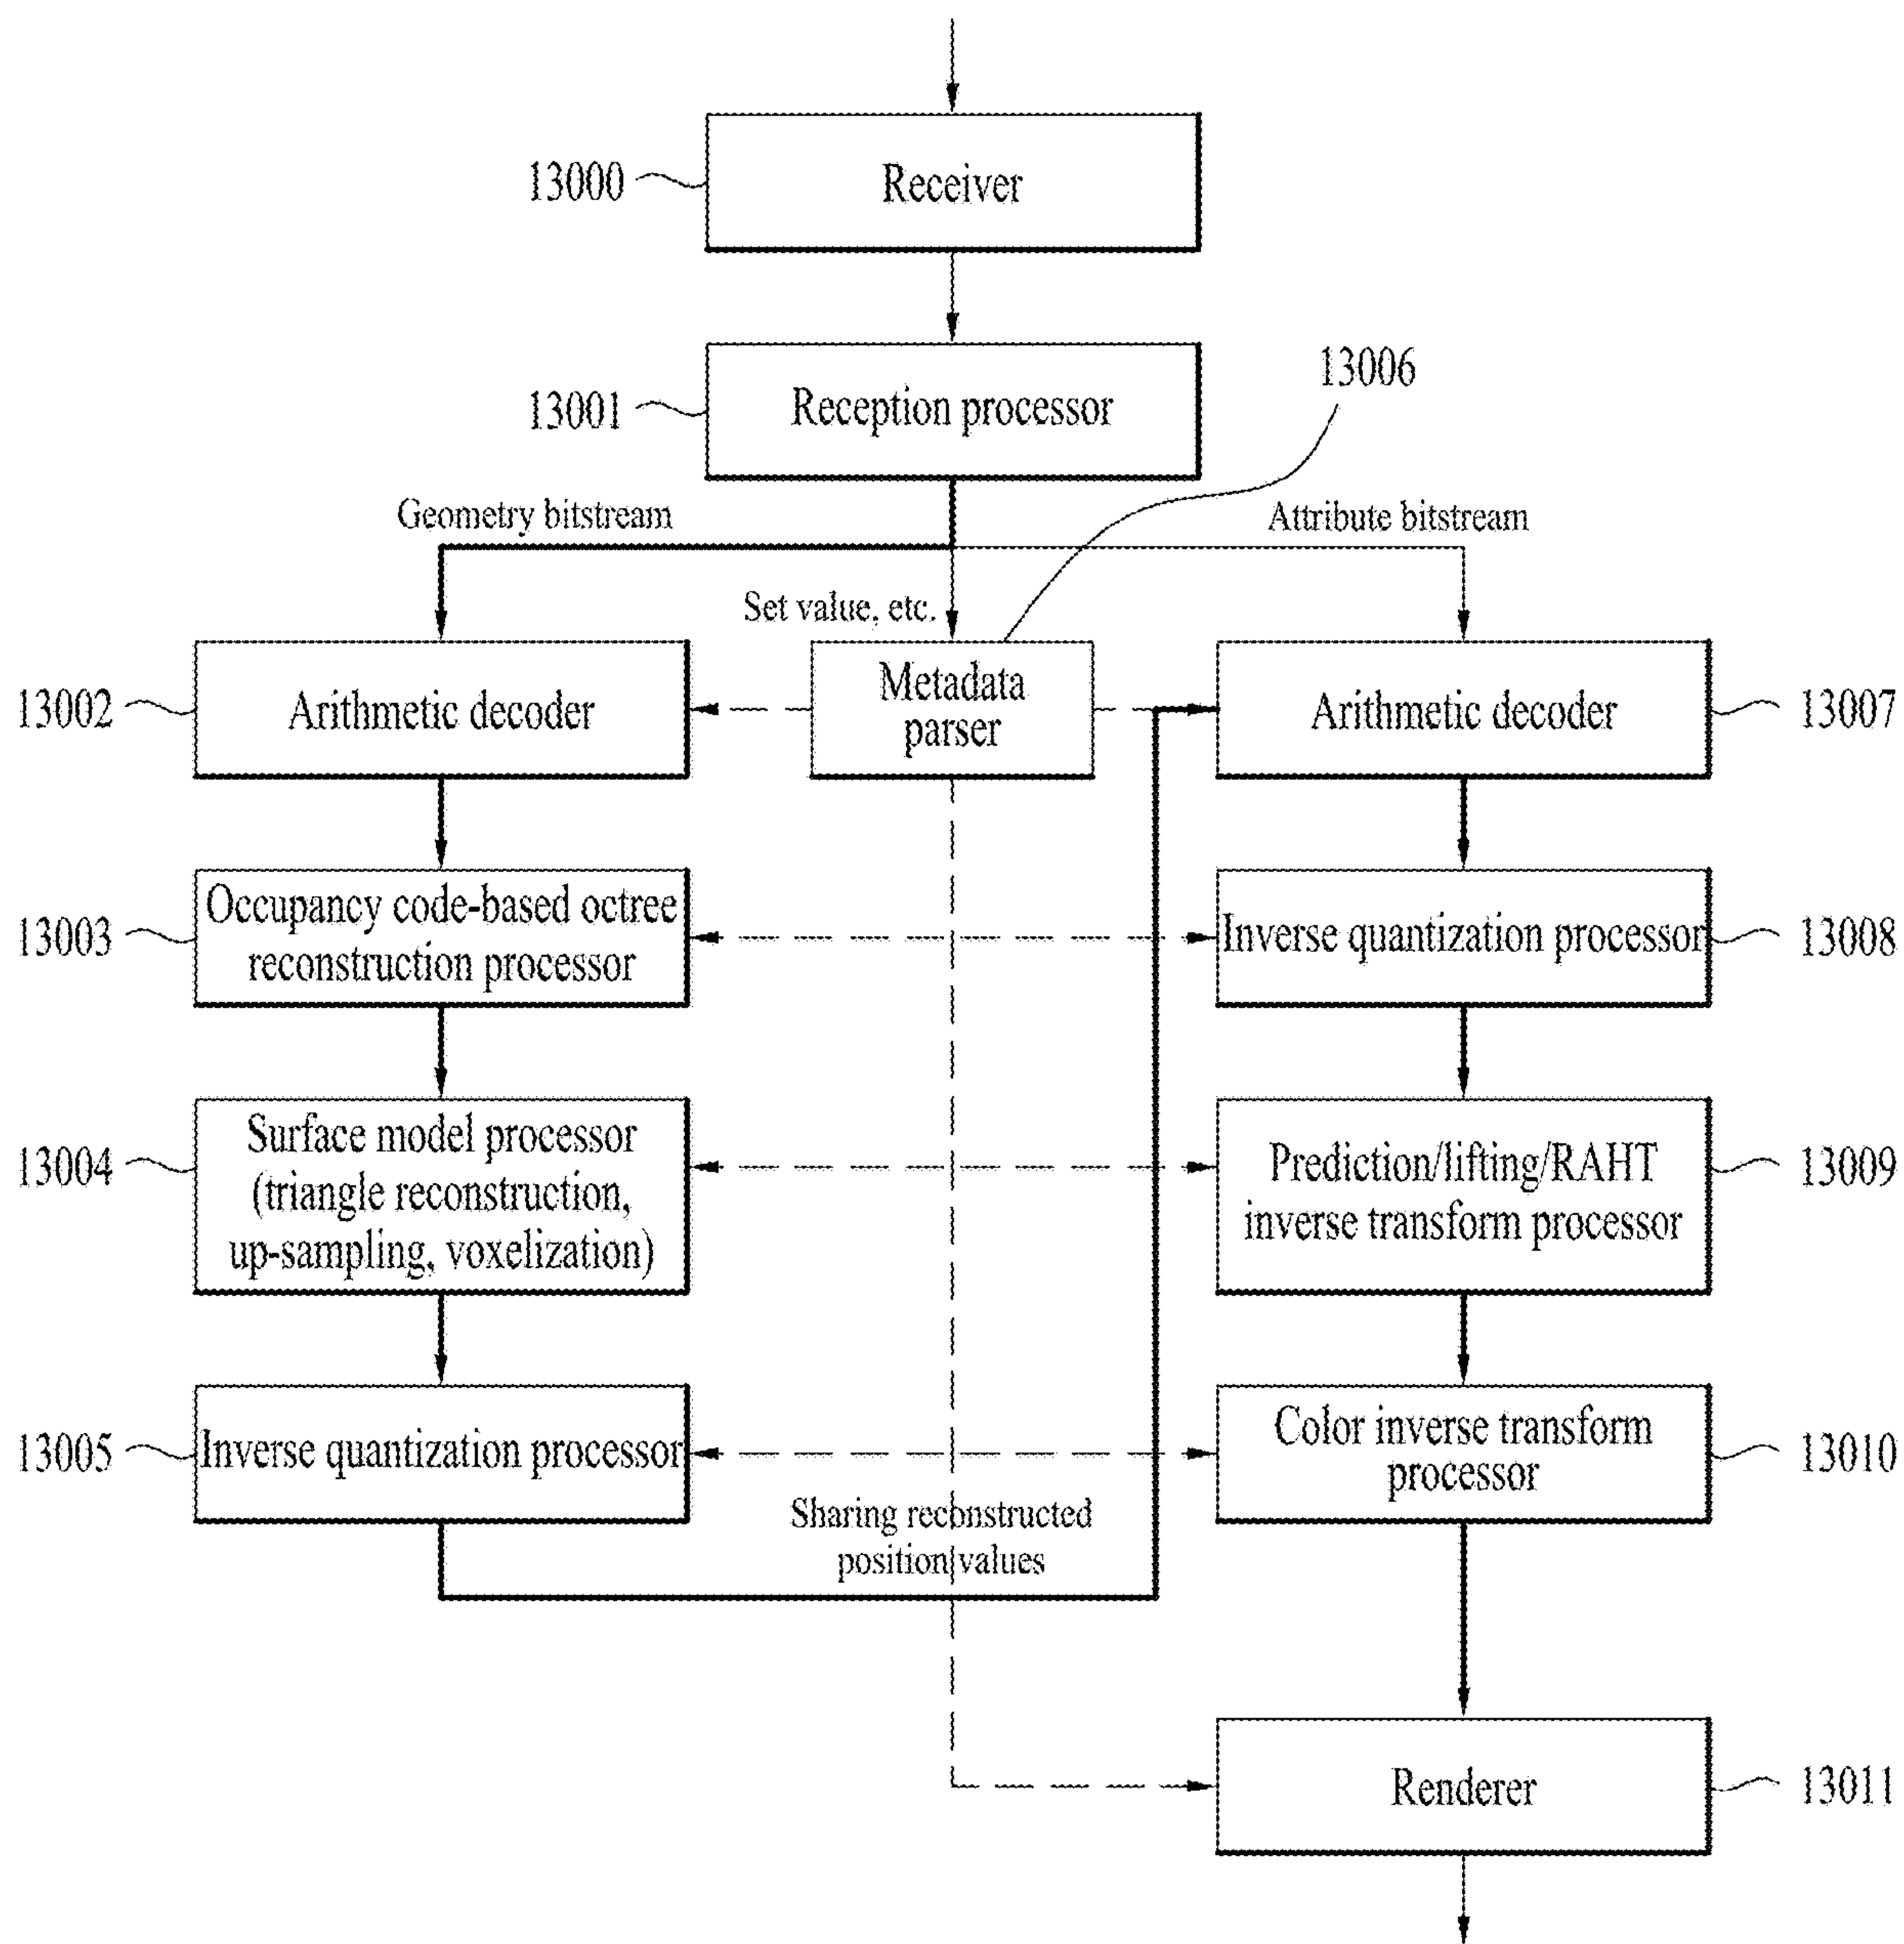 13000
Receiver
13006
13001
Reception processor
Geometry bitstream
Attribute bitstream
Set value, etc.
13002
Arithmetic decoder
Metadata
parser
Arithmetic decoder
13007
13003
Occupancy code-based octree
reconstruction processor
Inverse quantization processor
13008
13004
Surface model processor
(triangle reconstruction,
up-sampling, voxelization)
Prediction/lifting/RAHT
inverse transform processor
13009
13005
Inverse quantization processor
Color inverse transform
processor
13010
Sharing reconstructed
position values
Renderer
13011